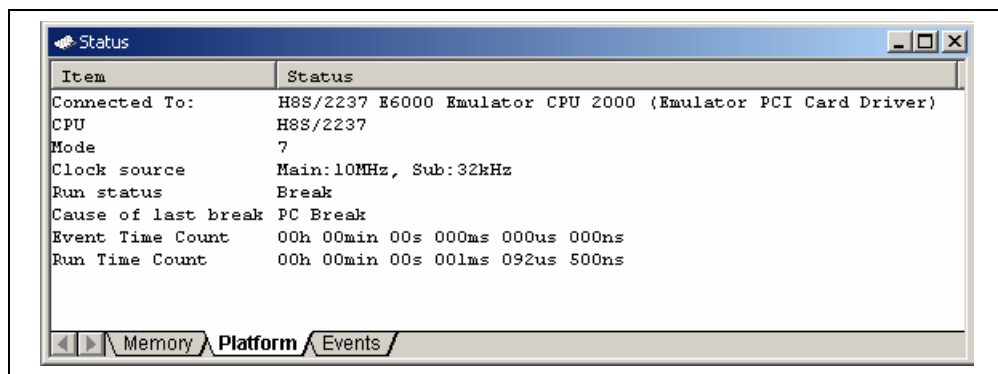 Status
Item Status
Connected To: H8S/2237 E6000 Emulator CPU 2000 (Emulator PCI Card Driver)
CPU H8S/2237
Mode 7
Clock source Main:10MHz, Sub:32kHz
Run status Break
Cause of last break PC Break
Event Time Count 00h 00min 00s 000ms 000us 000ns
Run Time Count 00h 00min 00s 001ms 092us 500ns
Memory Platform Events